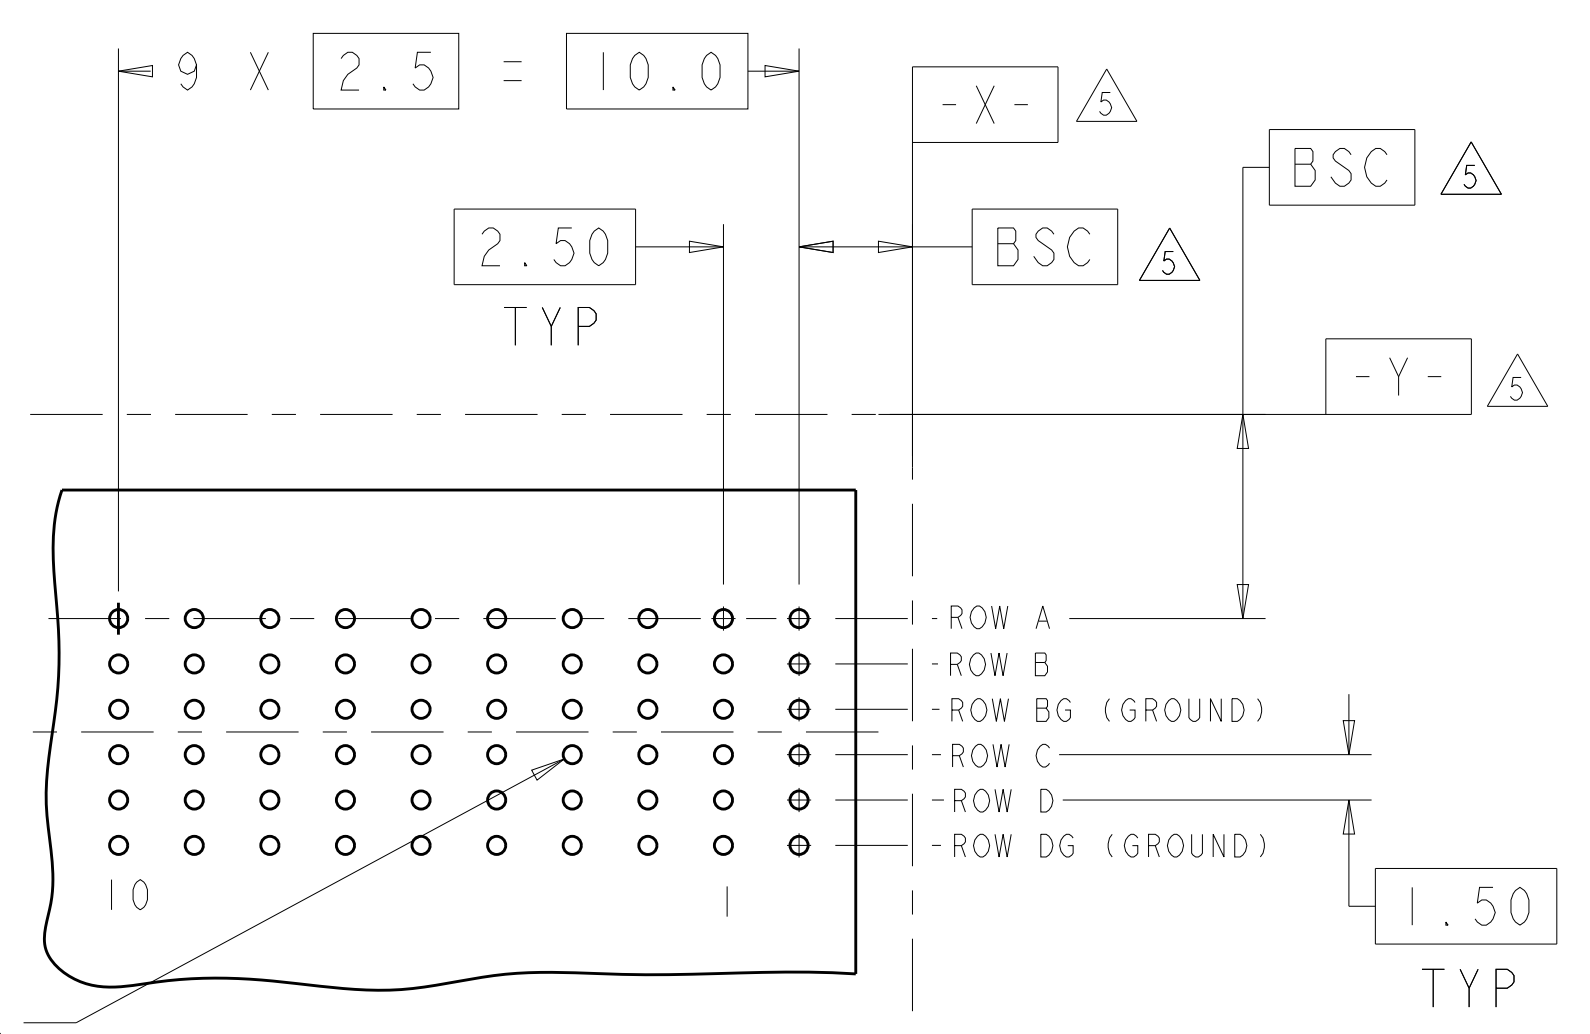 9 X 2.5 = 10.0
-X- 5
BSC 5
2.50 BSC 5
TYP
-Y- 5
-ROW A
-ROW B
-ROW BG (GROUND)
-ROW C
-ROW D
-ROW DG (GROUND)
10 1
1.50
TYP